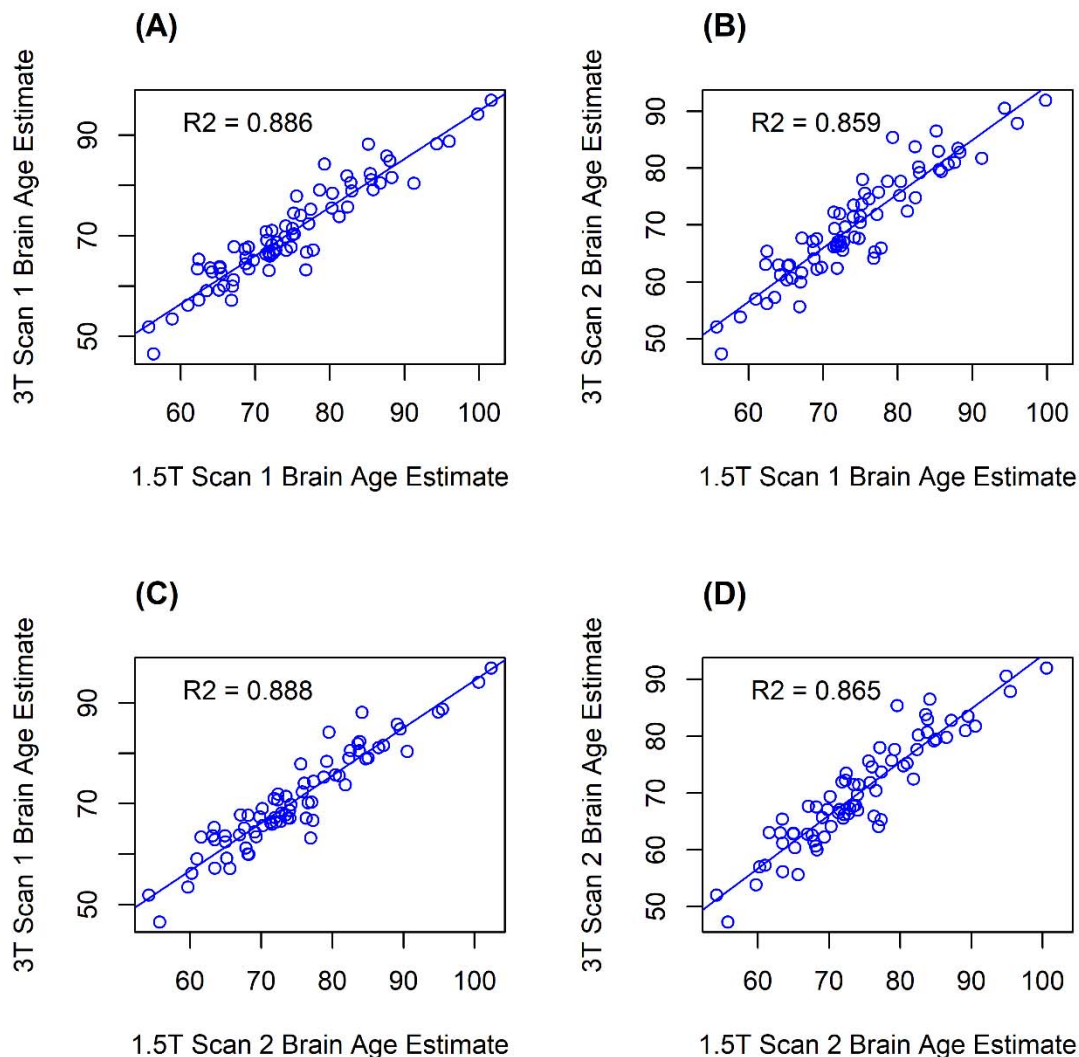 (A)
R2 = 0.886
3T Scan 1 Brain Age Estimate
50 70 90
60 70 80 90 100
1.5T Scan 1 Brain Age Estimate
(B)
R2 = 0.859
3T Scan 2 Brain Age Estimate
50 60 70 80 90
60 70 80 90 100
1.5T Scan 1 Brain Age Estimate
(C)
R2 = 0.888
3T Scan 1 Brain Age Estimate
50 70 90
60 70 80 90 100
1.5T Scan 2 Brain Age Estimate
(D)
R2 = 0.865
3T Scan 2 Brain Age Estimate
50 60 70 80 90
60 70 80 90 100
1.5T Scan 2 Brain Age Estimate